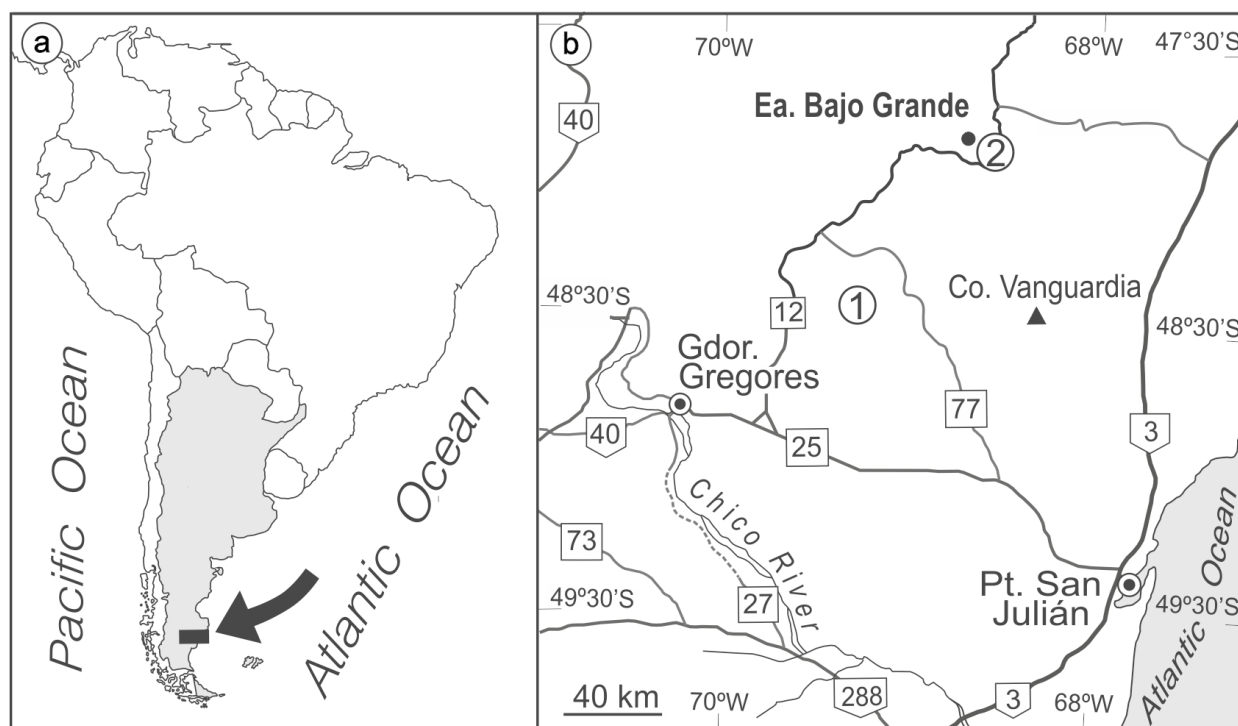 a
Pacific Ocean
Atlantic Ocean
b
70ºW
68ºW
47°30'S
40
Ea. Bajo Grande
2
48º30'S
12
1
Co. Vanguardia
48º30'S
Gdor.
Gregores
77
40
25
3
Chico River
73
Pt. San
Julián
49º30'S
27
49º30'S
Atlantic Ocean
40 km
70ºW
288
3
68ºW